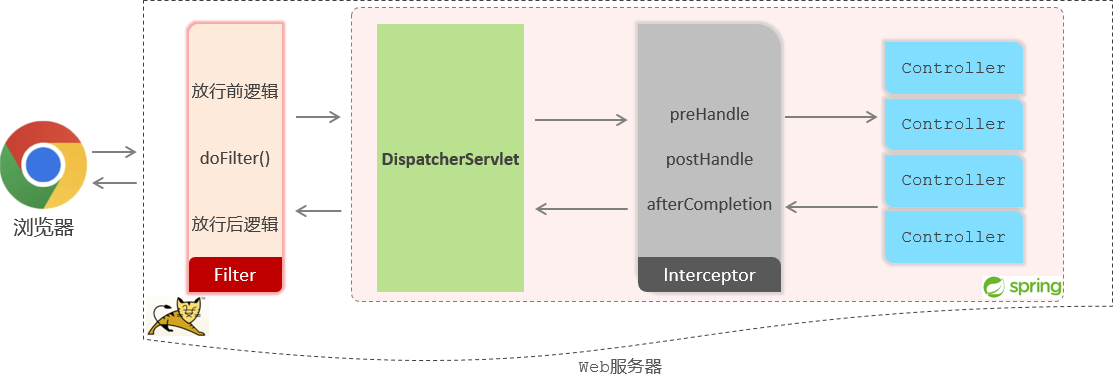 浏览器
放行前逻辑
doFilter()
放行后逻辑
Filter
DispatcherServlet
preHandle
postHandle
afterCompletion
Interceptor
Controller
Controller
Controller
Controller
spring
Web服务器